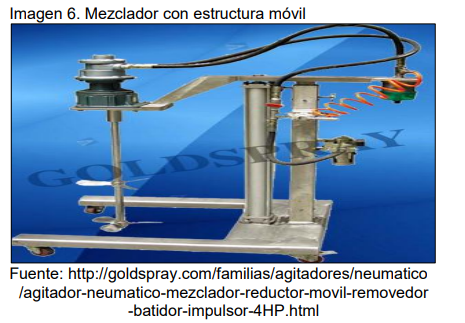 Imagen 6. Mezclador con estructura móvil
GOLDSPRAY
Fuente: http://goldspray.com/familias/agitadores/neumatico
/agitador-neumatico-mezclador-reductor-movil-removedor
-batidor-impulsor-4HP.html